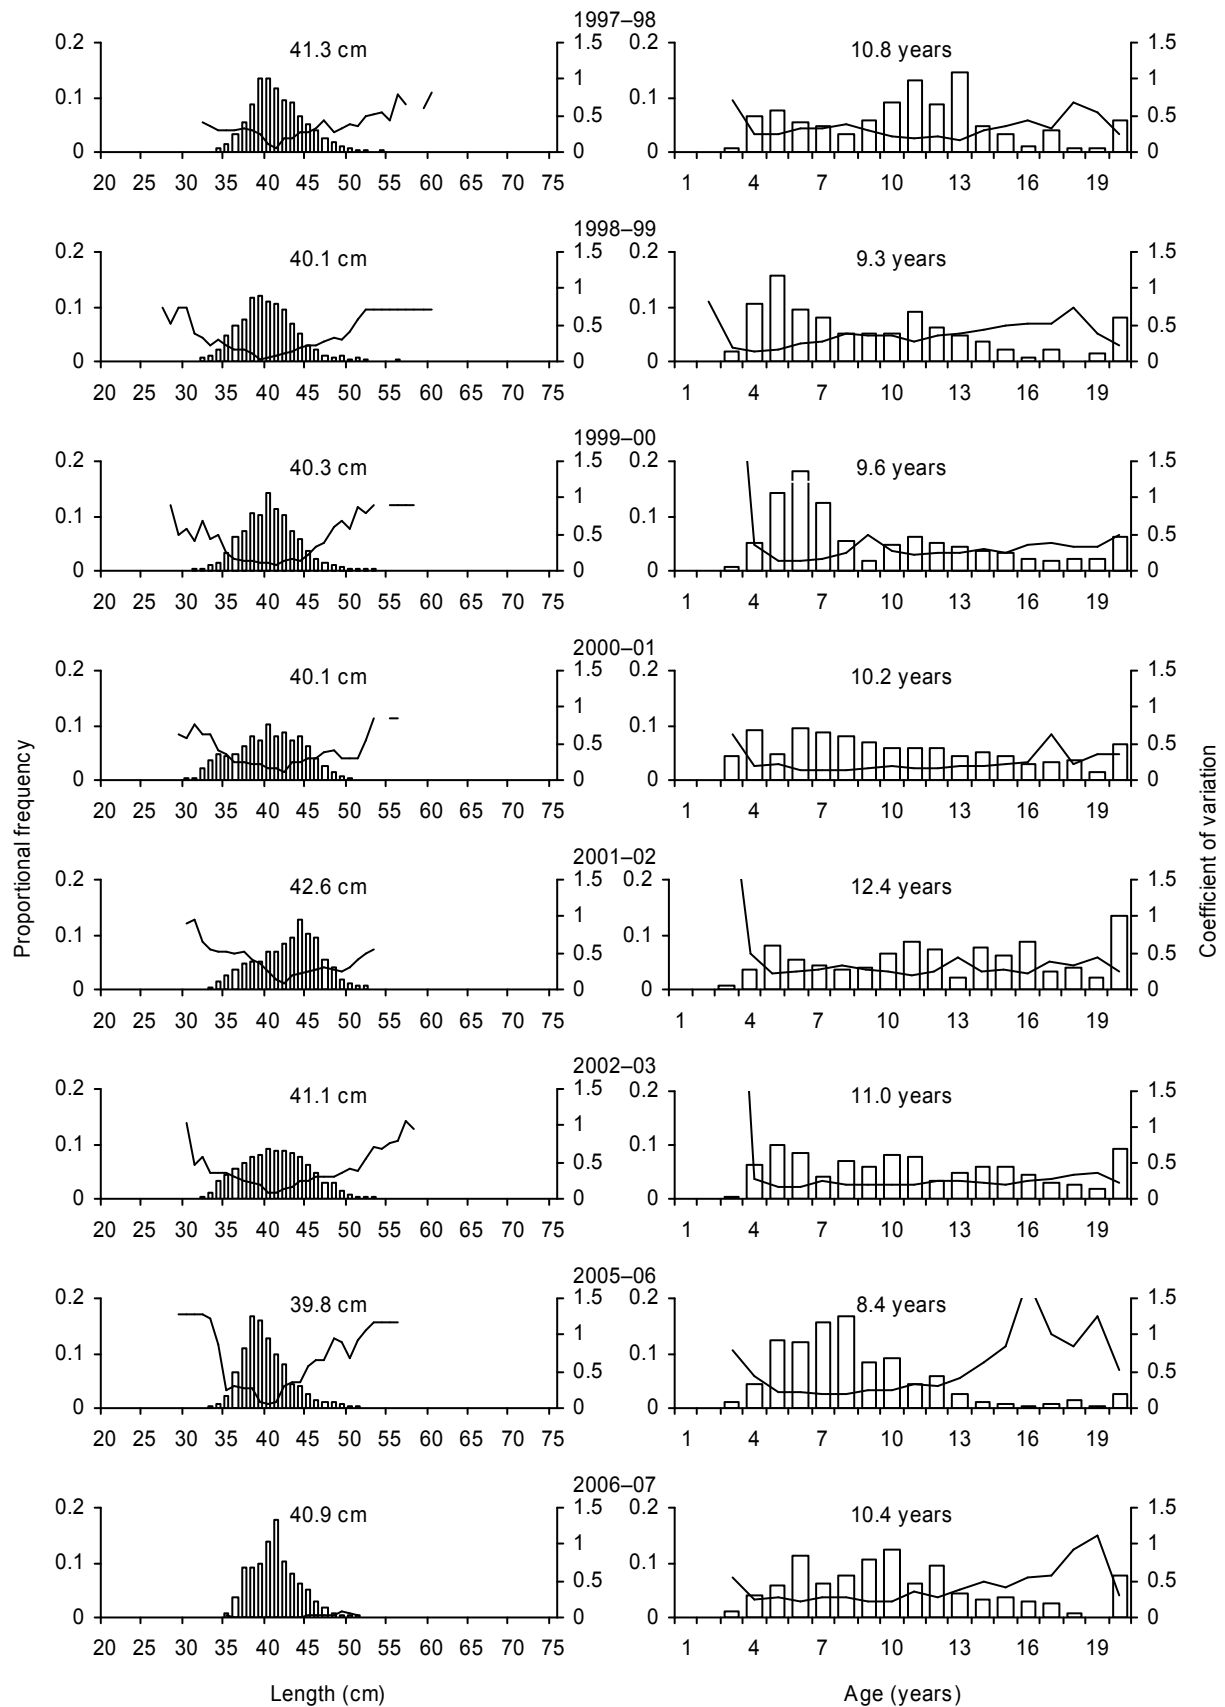 1997–98
0.2 41.3 cm 1.5 0.2 10.8 years 1.5
1 1
0.1 0.5 0.1 0.5
0 0 0 0
20 25 30 35 40 45 50 55 60 65 70 75 1 4 7 10 13 16 19
1998–99
0.2 40.1 cm 1.5 0.2 9.3 years 1.5
1 1
0.1 0.5 0.1 0.5
0 0 0 0
20 25 30 35 40 45 50 55 60 65 70 75 1 4 7 10 13 16 19
1999–00
0.2 40.3 cm 1.5 0.2 9.6 years 1.5
1 1
0.1 0.5 0.1 0.5
0 0 0 0
20 25 30 35 40 45 50 55 60 65 70 75 1 4 7 10 13 16 19
2000–01
0.2 40.1 cm 1.5 0.2 10.2 years 1.5
1 1
0.1 0.5 0.1 0.5
0 0 0 0
20 25 30 35 40 45 50 55 60 65 70 75 1 4 7 10 13 16 19
Proportional frequency
Coefficient of variation
2001–02
0.2 42.6 cm 1.5 0.2 12.4 years 1.5
1 1
0.1 0.5 0.1 0.5
0 0 0 0
20 25 30 35 40 45 50 55 60 65 70 75 1 4 7 10 13 16 19
2002–03
0.2 41.1 cm 1.5 0.2 11.0 years 1.5
1 1
0.1 0.5 0.1 0.5
0 0 0 0
20 25 30 35 40 45 50 55 60 65 70 75 1 4 7 10 13 16 19
2005–06
0.2 39.8 cm 1.5 0.2 8.4 years 1.5
1 1
0.1 0.5 0.1 0.5
0 0 0 0
20 25 30 35 40 45 50 55 60 65 70 75 1 4 7 10 13 16 19
2006–07
0.2 40.9 cm 1.5 0.2 10.4 years 1.5
1 1
0.1 0.5 0.1 0.5
0 0 0 0
20 25 30 35 40 45 50 55 60 65 70 75 1 4 7 10 13 16 19
Length (cm) Age (years)